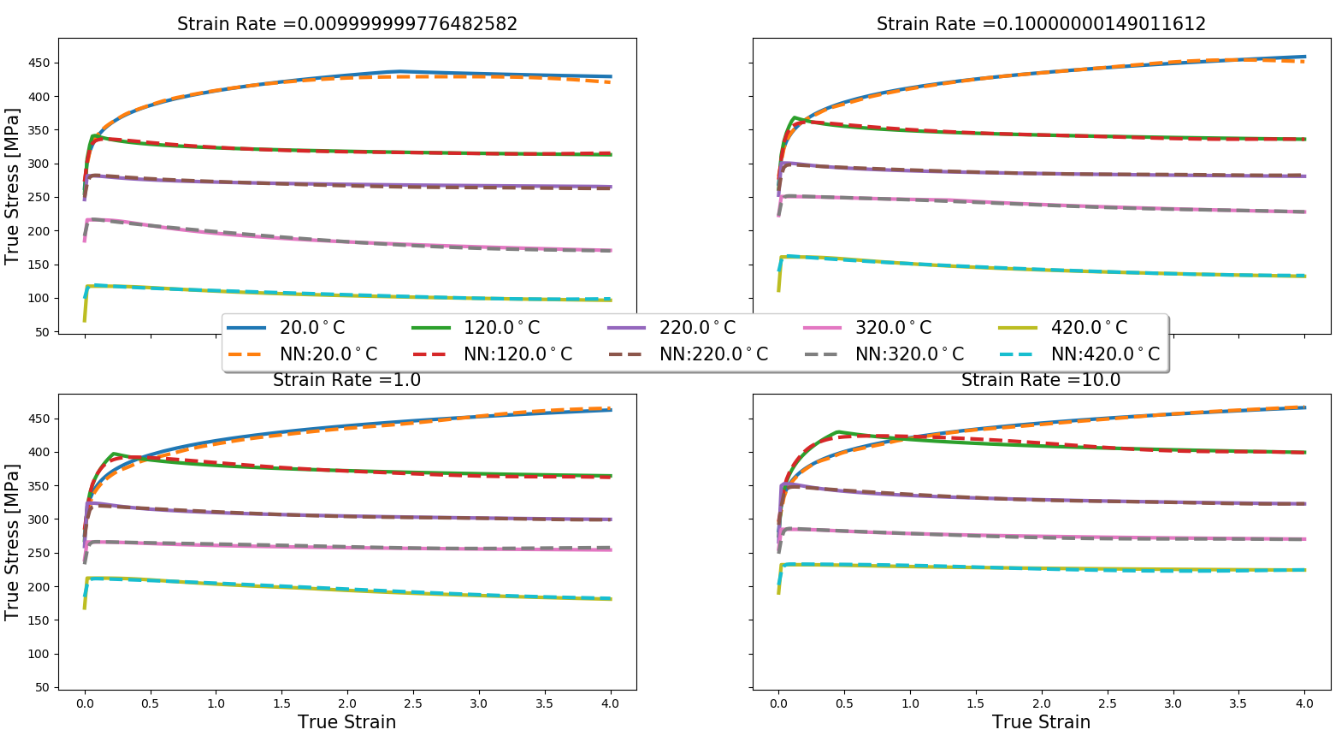 Strain Rate =0.009999999776482582
Strain Rate =0.10000000149011612
True Stress [MPa]
450
400
350
300
250
200
150
100
50
20.0°C 120.0°C 220.0°C 320.0°C 420.0°C
NN:20.0°C NN:120.0°C NN:220.0°C NN:320.0°C NN:420.0°C
Strain Rate =1.0
Strain Rate =10.0
True Stress [MPa]
450
400
350
300
250
200
150
100
50
0.0 0.5 1.0 1.5 2.0 2.5 3.0 3.5 4.0
0.0 0.5 1.0 1.5 2.0 2.5 3.0 3.5 4.0
True Strain
True Strain